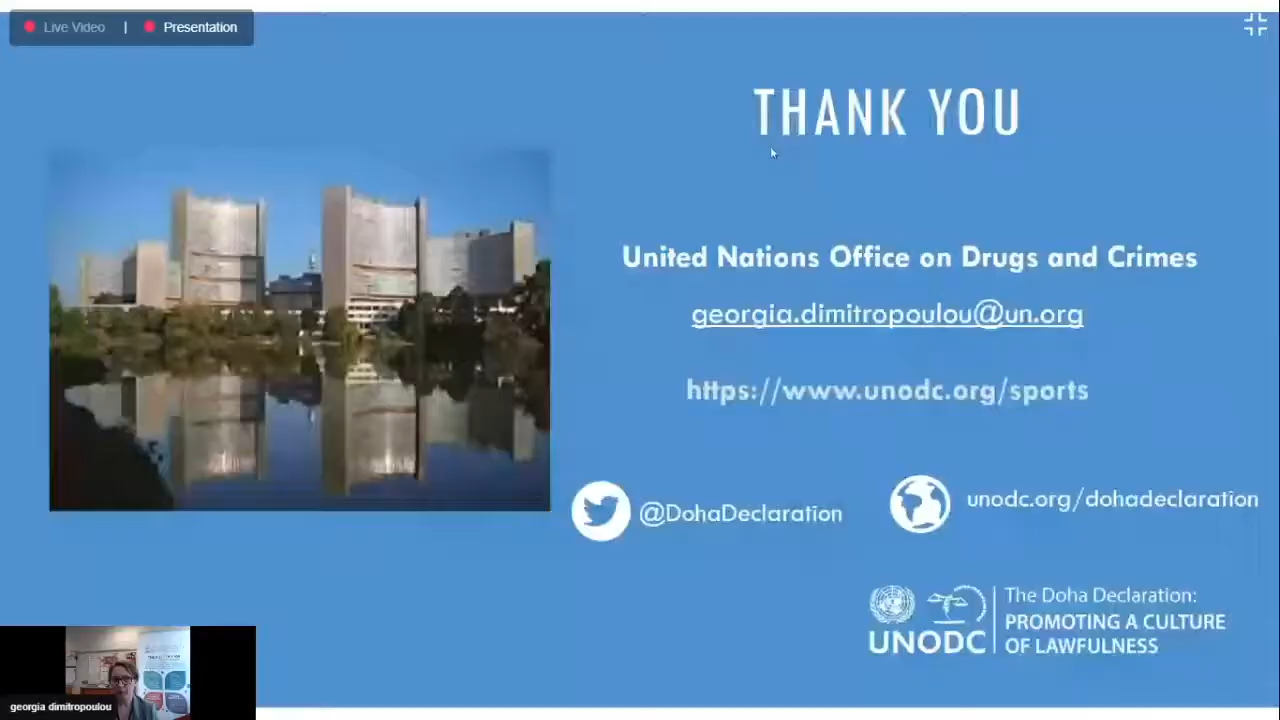 Live Video | Presentation
THANK YOU
United Nations Office on Drugs and Crimes
georgia.dimitropoulou@un.org
https://www.unodc.org/sports
@DohaDeclaration
unodc.org/dohadeclaration
UNODC
The Doha Declaration:
PROMOTING A CULTURE
OF LAWFULNESS
georgia dimitropoulou